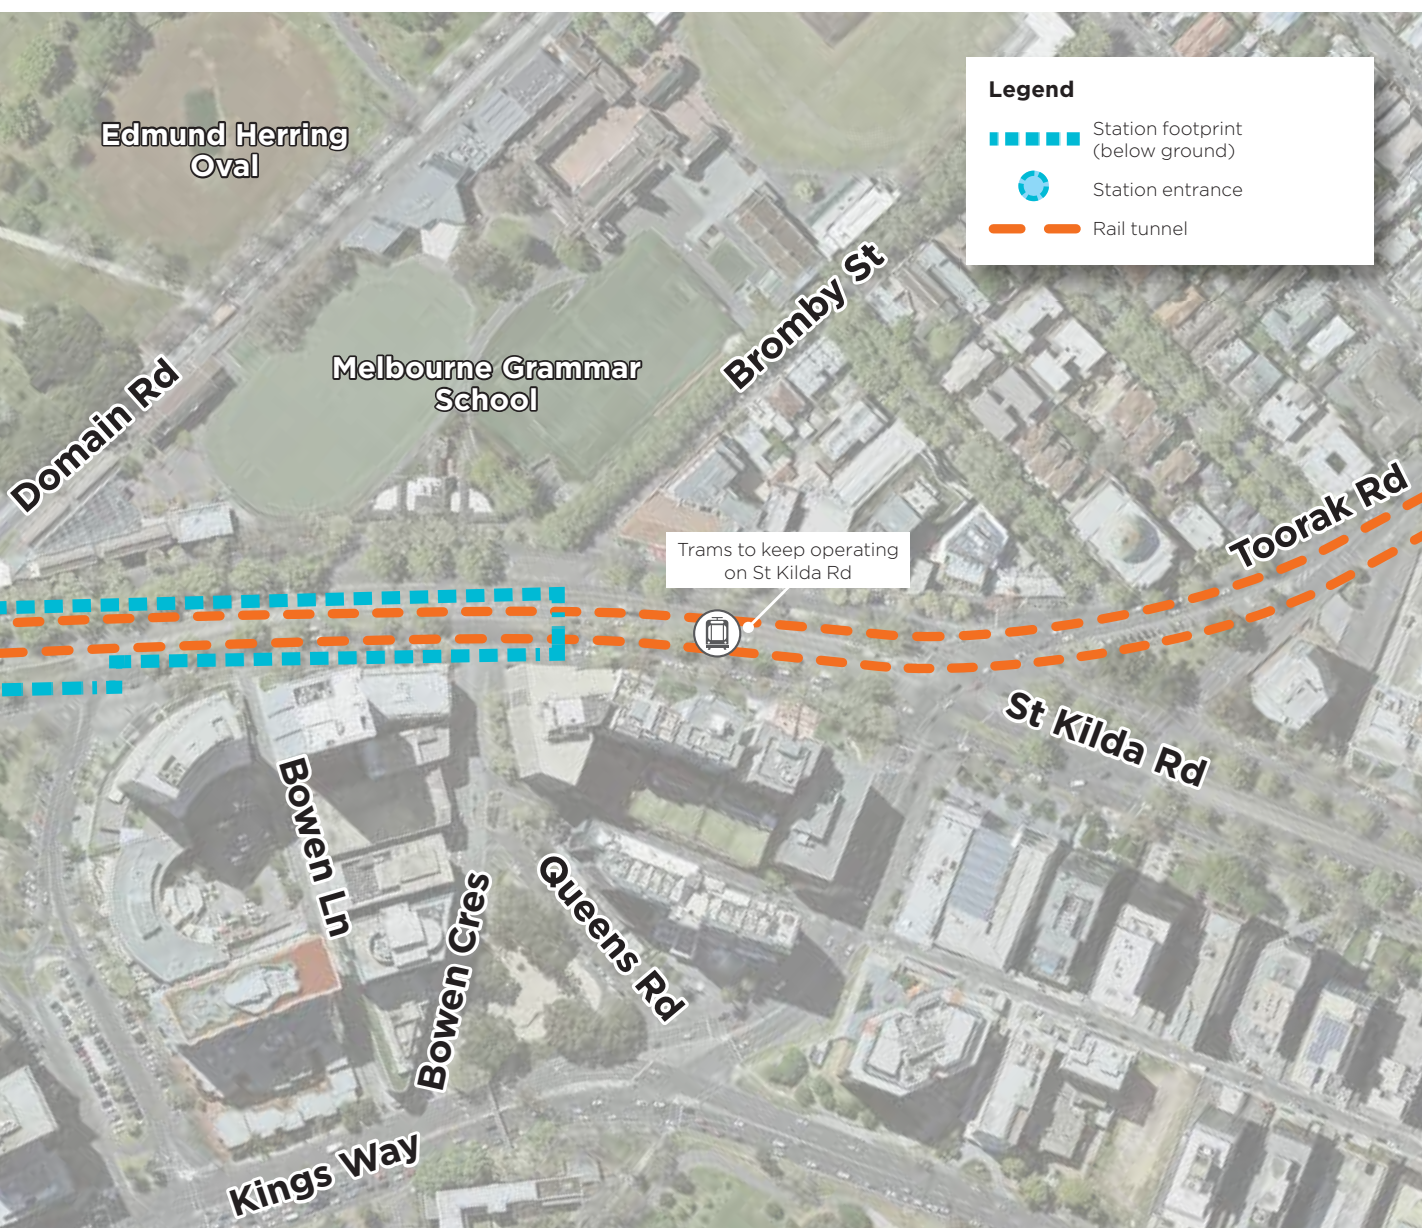 Legend
Station footprint
(below ground)
Station entrance
Rail tunnel
Edmund Herring
Oval
Bromby St
Melbourne Grammar
School
Domain Rd
Toorak Rd
Trams to keep operating
on St Kilda Rd
St Kilda Rd
Bowen Ln
Queens Rd
Bowen Cres
Kings Way